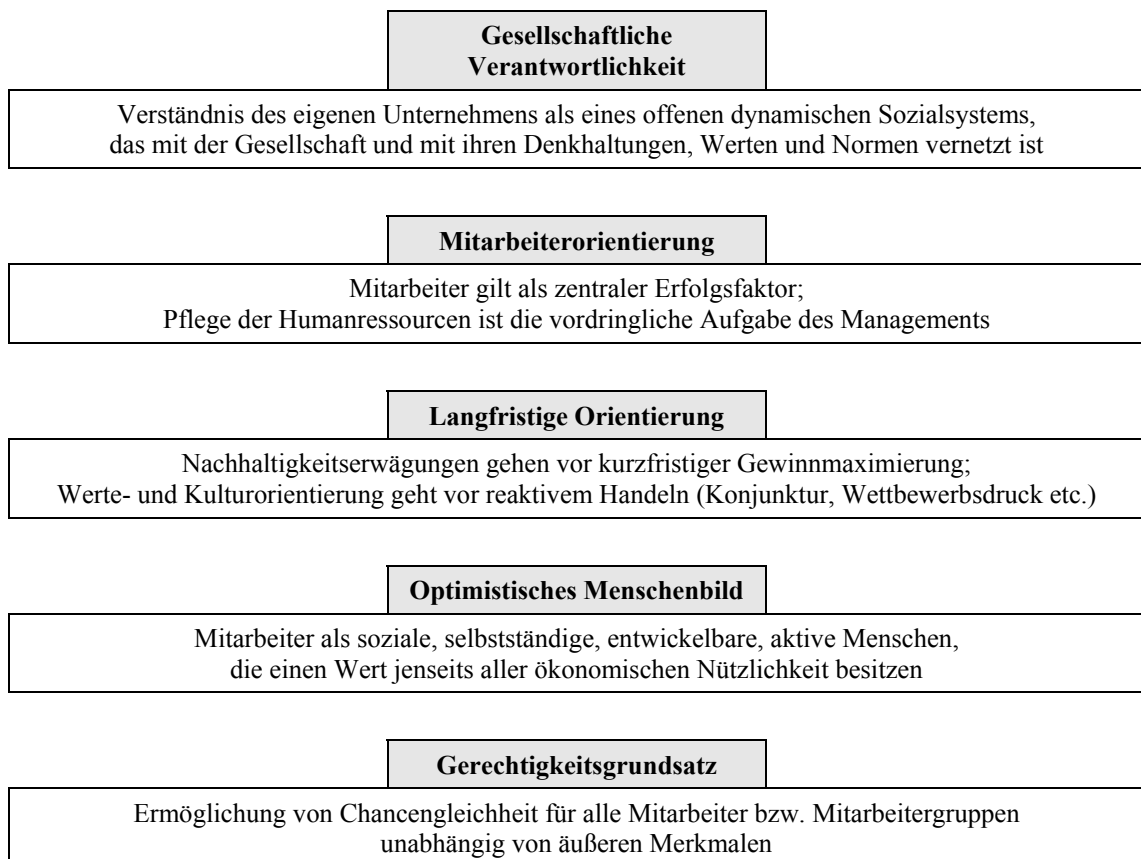 Gesellschaftliche
Verantwortlichkeit
Verständnis des eigenen Unternehmens als eines offenen dynamischen Sozialsystems,
das mit der Gesellschaft und mit ihren Denkhaltungen, Werten und Normen vernetzt ist
Mitarbeiterorientierung
Mitarbeiter gilt als zentraler Erfolgsfaktor;
Pflege der Humanressourcen ist die vordringliche Aufgabe des Managements
Langfristige Orientierung
Nachhaltigkeitserwägungen gehen vor kurzfristiger Gewinnmaximierung;
Werte- und Kulturorientierung geht vor reaktivem Handeln (Konjunktur, Wettbewerbsdruck etc.)
Optimistisches Menschenbild
Mitarbeiter als soziale, selbstständige, entwickelbare, aktive Menschen,
die einen Wert jenseits aller ökonomischen Nützlichkeit besitzen
Gerechtigkeitsgrundsatz
Ermöglichung von Chancengleichheit für alle Mitarbeiter bzw. Mitarbeitergruppen
unabhängig von äußeren Merkmalen